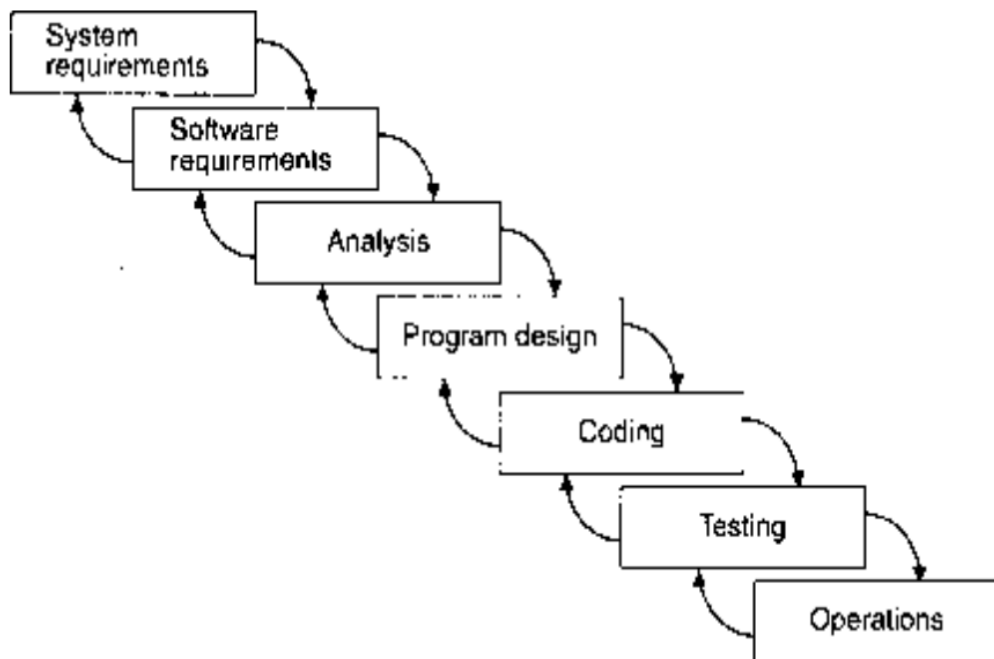 System
requirements
Software
requirements
Analysis
Program design
Coding
Testing
Operations